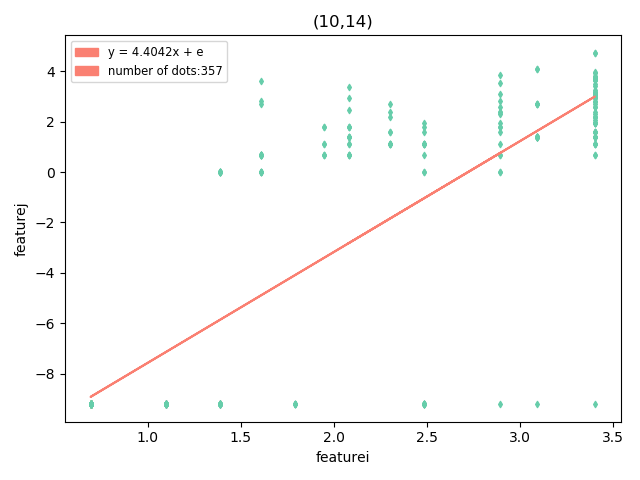 (10,14)
y = 4.4042x + e
number of dots:357
4
2
0
−2
−4
−6
−8
featurej
1.0 1.5 2.0 2.5 3.0 3.5
featurei